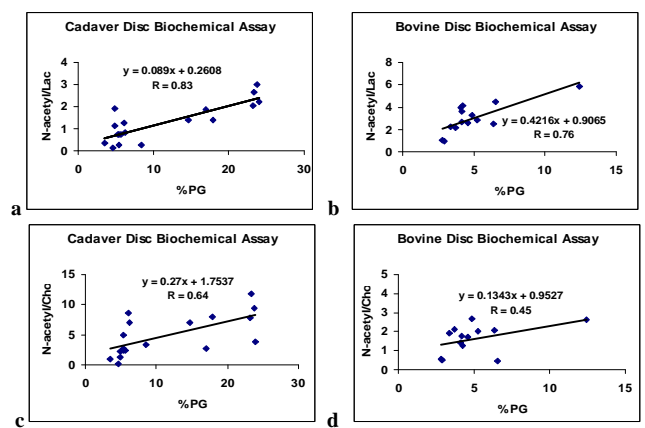 Cadaver Disc Biochemical Assay
N-acetyl/Lac
4
3
2
1
0
y = 0.089x + 0.2608
R = 0.83
0 10 20 30
%PG
a
Bovine Disc Biochemical Assay
N-acetyl/Lac
8
6
4
2
0
y = 0.4216x + 0.9065
R = 0.76
0 5 10 15
%PG
b
Cadaver Disc Biochemical Assay
N-acetyl/Chc
15
10
5
0
y = 0.27x + 1.7537
R = 0.64
0 10 20 30
%PG
c
Bovine Disc Biochemical Assay
N-acetyl/Chc
5
4
3
2
1
0
y = 0.1343x + 0.9527
R = 0.45
0 5 10 15
%PG
d